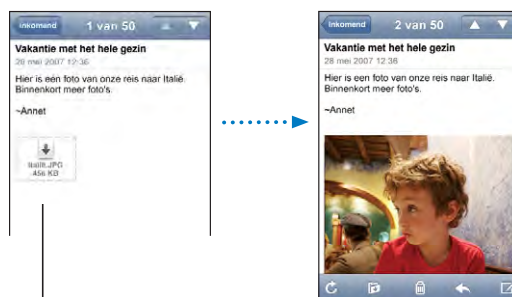 Inkomend 1 van 50
Vakantie met het hele gezin
28 mei 2007 12:36
Hier is een foto van onze reis naar Italië.
Binnenkort meer foto's.
~Annet
Italië.JPG
456 KB
Inkomend 2 van 50
Vakantie met het hele gezin
28 mei 2007 12:36
Hier is een foto van onze reis naar Italië.
Binnenkort meer foto's.
~Annet